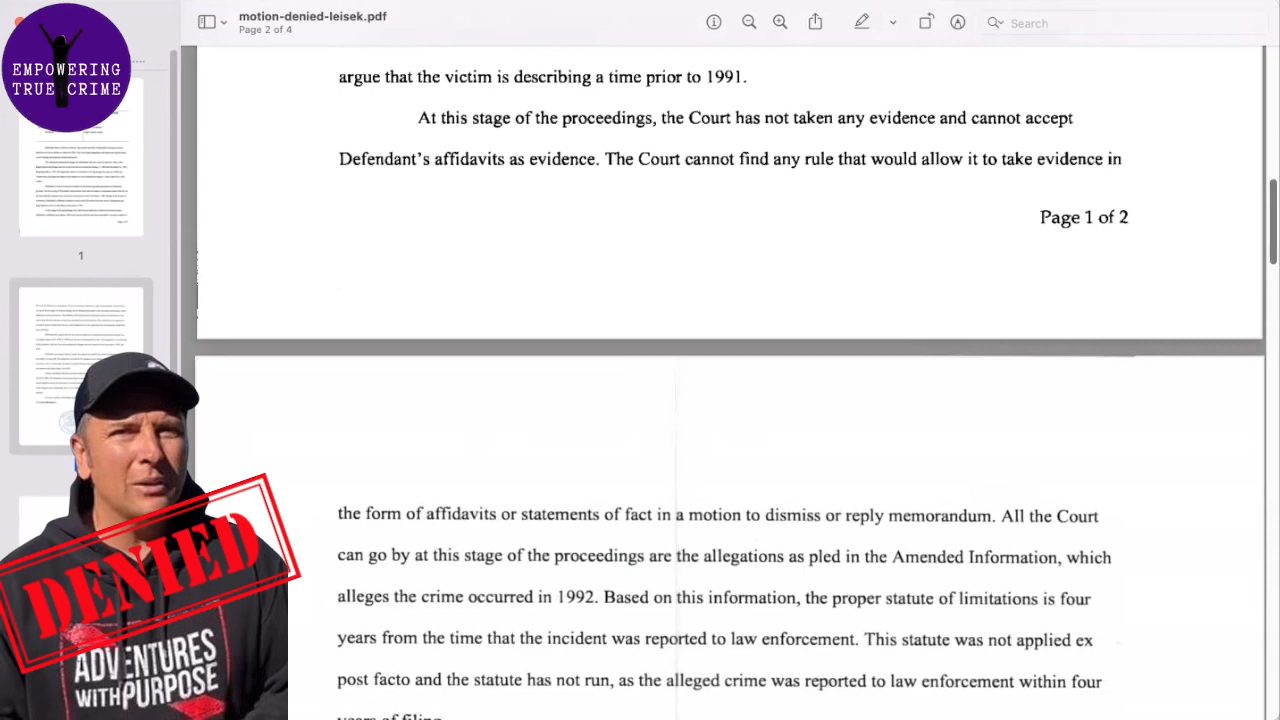 motion-denied-leisek.pdf
Page 2 of 4
Search
EMPOWERING
TRUE CRIME
1
argue that the victim is describing a time prior to 1991.
At this stage of the proceedings, the Court has not taken any evidence and cannot accept
Defendant's affidavits as evidence. The Court cannot find any rule that would allow it to take evidence in
Page 1 of 2
the form of affidavits or statements of fact in a motion to dismiss or reply memorandum. All the Court
can go by at this stage of the proceedings are the allegations as pled in the Amended Information, which
alleges the crime occurred in 1992. Based on this information, the proper statute of limitations is four
years from the time that the incident was reported to law enforcement. This statute was not applied ex
post facto and the statute has not run, as the alleged crime was reported to law enforcement within four
years of filing.
DENIED
ADVENTURES
WITH PURPOSE